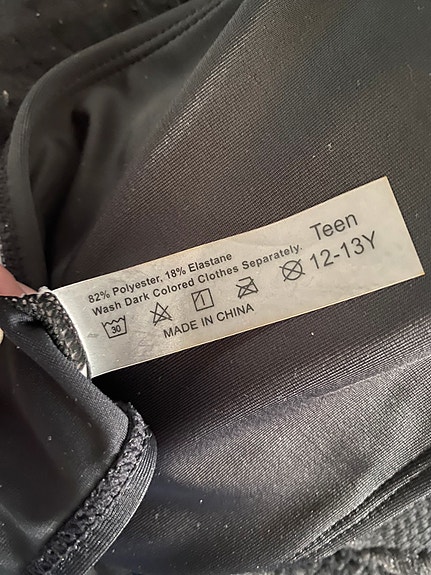 82% Polyester, 18% Elastane
Wash Dark Colored Clothes Separately.
30
MADE IN CHINA
Teen
12-13Y